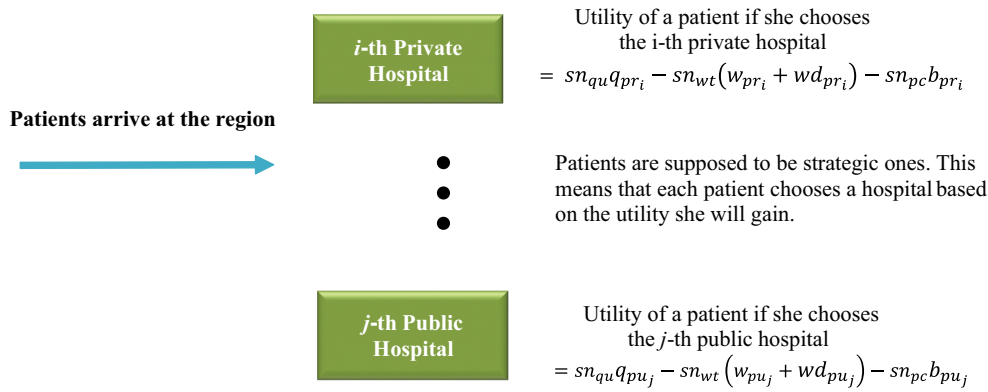 i-th Private
Hospital
Utility of a patient if she chooses
the i-th private hospital
= sn_{qu}q_{pr_i} − sn_{wt}(w_{pr_i} + wd_{pr_i}) − sn_{pc}b_{pr_i}
Patients arrive at the region
Patients are supposed to be strategic ones. This
means that each patient chooses a hospital based
on the utility she will gain.
j-th Public
Hospital
Utility of a patient if she chooses
the j-th public hospital
= sn_{qu}q_{pu_j} − sn_{wt}(w_{pu_j} + wd_{pu_j}) − sn_{pc}b_{pu_j}